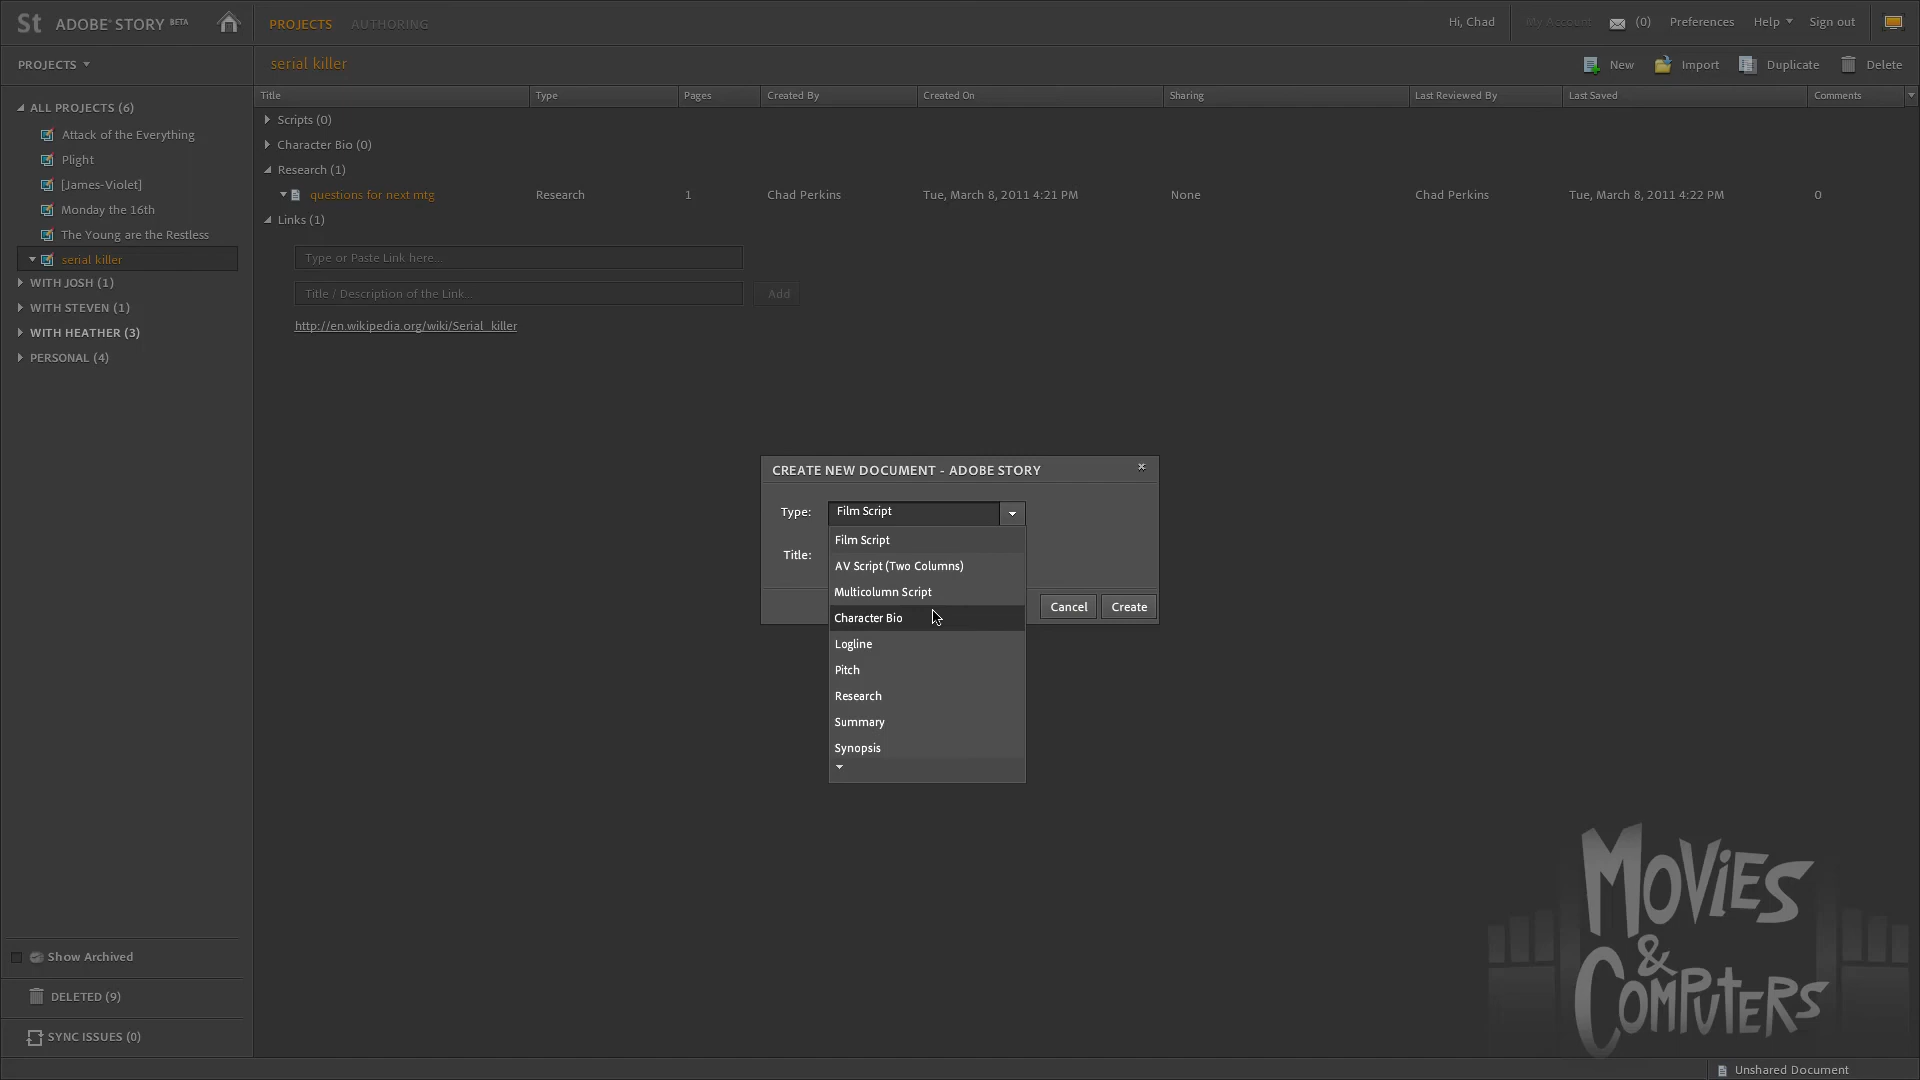 St ADOBE® STORY BETA
PROJECTS AUTHORING
Hi, Chad My Account (0) Preferences Help Sign out
PROJECTS
serial killer
New Import Duplicate Delete
Title Type Pages Created By Created On Sharing Last Reviewed By Last Saved Comments
ALL PROJECTS (6)
Attack of the Everything
Plight
[James-Violet]
Monday the 16th
The Young are the Restless
serial killer
WITH JOSH (1)
WITH STEVEN (1)
WITH HEATHER (3)
PERSONAL (4)
Scripts (0)
Character Bio (0)
Research (1)
questions for next mtg Research 1 Chad Perkins Tue, March 8, 2011 4:21 PM None Chad Perkins Tue, March 8, 2011 4:22 PM 0
Links (1)
Type or Paste Link here...
Title / Description of the Link... Add
http://en.wikipedia.org/wiki/Serial_killer
CREATE NEW DOCUMENT - ADOBE STORY
Type: Film Script
Title:
Film Script
AV Script (Two Columns)
Multicolumn Script
Character Bio
Logline
Pitch
Research
Summary
Synopsis
Cancel Create
Show Archived
DELETED (9)
SYNC ISSUES (0)
MOVIES
&
COMPUTERS
Unshared Document